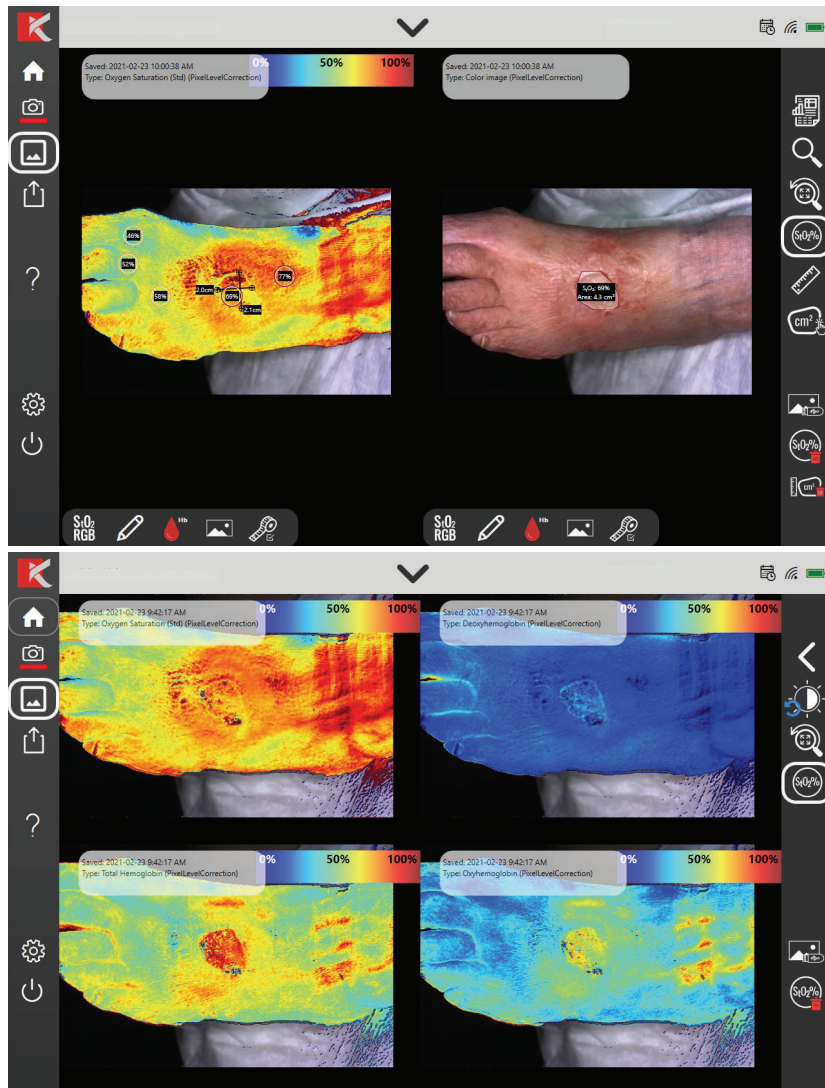 Saved: 2021-02-23 10:00:38 AM
Type: Oxygen Saturation (Std) (PixelLevelCorrection)
0% 50% 100%
Saved: 2021-02-23 10:00:38 AM
Type: Color image (PixelLevelCorrection)
StO₂%
46%
52%
58%
77%
2.0cm
69%
2.1cm
StO₂: 69%
Area: 4.3 cm²
cm²
StO₂%
cm²
StO₂
RGB
Hb
StO₂
RGB
Hb
Saved: 2021-02-23 9:42:17 AM
Type: Oxygen Saturation (Std) (PixelLevelCorrection)
0% 50% 100%
Saved: 2021-02-23 9:42:17 AM
Type: Deoxyhemoglobin (PixelLevelCorrection)
0% 50% 100%
StO₂%
?
Saved: 2021-02-23 9:42:17 AM
Type: Total Hemoglobin (PixelLevelCorrection)
0% 50% 100%
Saved: 2021-02-23 9:42:17 AM
Type: Oxyhemoglobin (PixelLevelCorrection)
0% 50% 100%
StO₂%